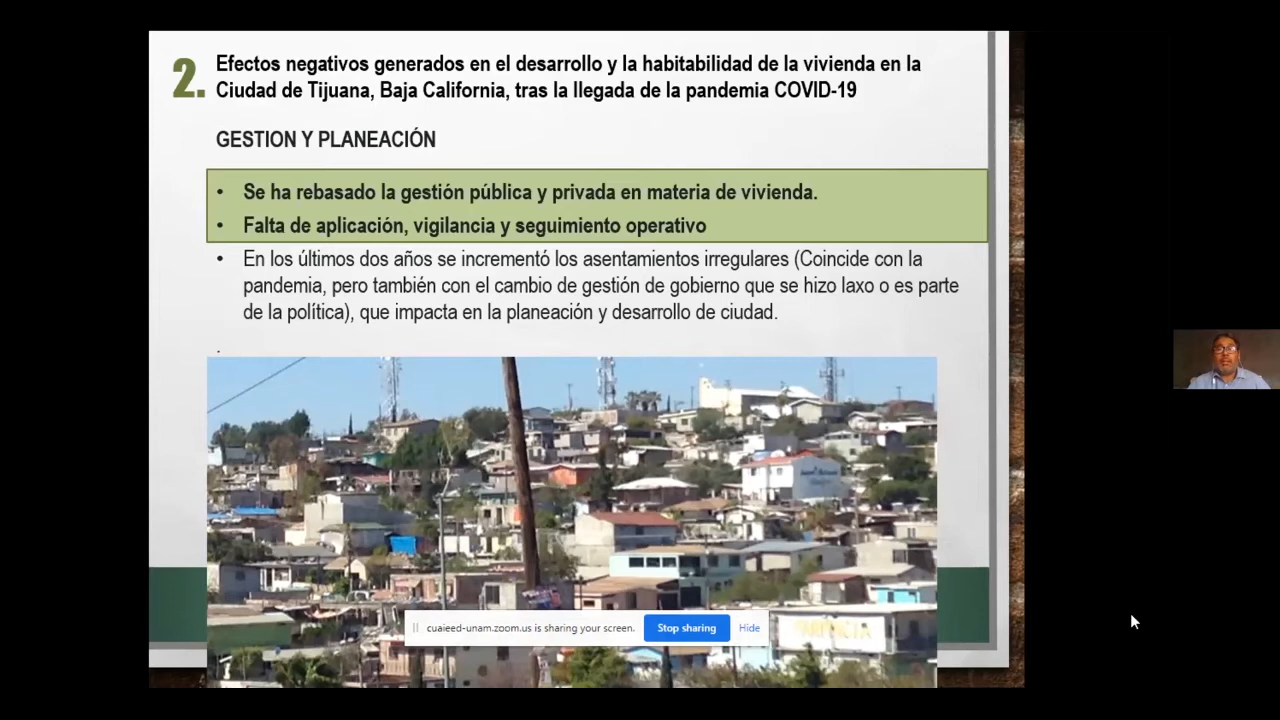 2.
Efectos negativos generados en el desarrollo y la habitabilidad de la vivienda en la
Ciudad de Tijuana, Baja California, tras la llegada de la pandemia COVID-19
GESTION Y PLANEACIÓN
• Se ha rebasado la gestión pública y privada en materia de vivienda.
• Falta de aplicación, vigilancia y seguimiento operativo
• En los últimos dos años se incrementó los asentamientos irregulares (Coincide con la
pandemia, pero también con el cambio de gestión de gobierno que se hizo laxo o es parte
de la política), que impacta en la planeación y desarrollo de ciudad.
.
cuaieed-unam.zoom.us is sharing your screen.
Stop sharing
Hide